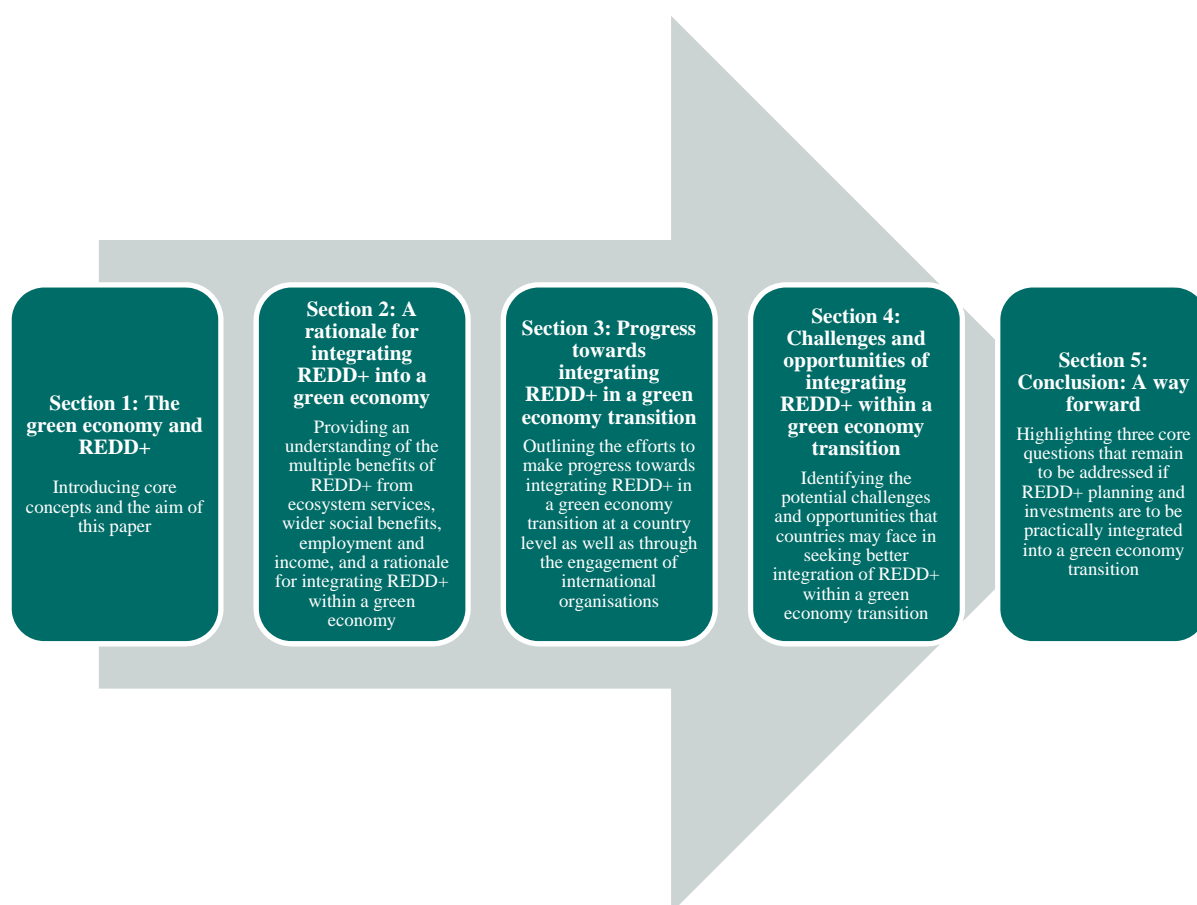 Section 1: The
green economy and
REDD+
Introducing core
concepts and the aim of
this paper
Section 2: A
rationale for
integrating
REDD+ into a
green economy
Providing an
understanding of the
multiple benefits of
REDD+ from
ecosystem services,
wider social benefits,
employment and
income, and a rationale
for integrating REDD+
within a green
economy
Section 3: Progress
towards
integrating
REDD+ in a green
economy transition
Outlining the efforts to
make progress towards
integrating REDD+ in
a green economy
transition at a country
level as well as through
the engagement of
international
organisations
Section 4:
Challenges and
opportunities of
integrating
REDD+ within a
green economy
transition
Identifying the
potential challenges
and opportunities that
countries may face in
seeking better
integration of REDD+
within a green
economy transition
Section 5:
Conclusion: A way
forward
Highlighting three core
questions that remain
to be addressed if
REDD+ planning and
investments are to be
practically integrated
into a green economy
transition